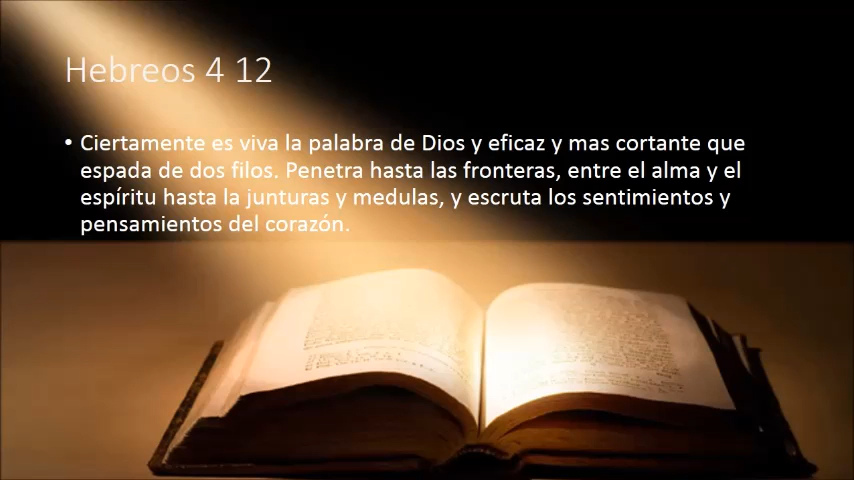 Hebreos 4 12
• Ciertamente es viva la palabra de Dios y eficaz y mas cortante que
espada de dos filos. Penetra hasta las fronteras, entre el alma y el
espíritu hasta la junturas y medulas, y escruta los sentimientos y
pensamientos del corazón.